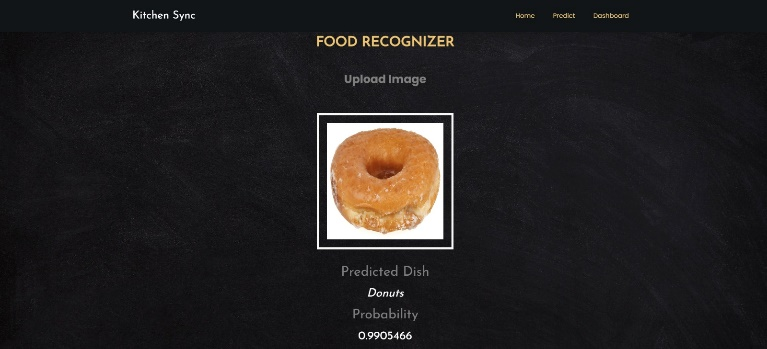 Kitchen Sync
Home Predict Dashboard
FOOD RECOGNIZER
Upload Image
Predicted Dish
Donuts
Probability
0.9905466